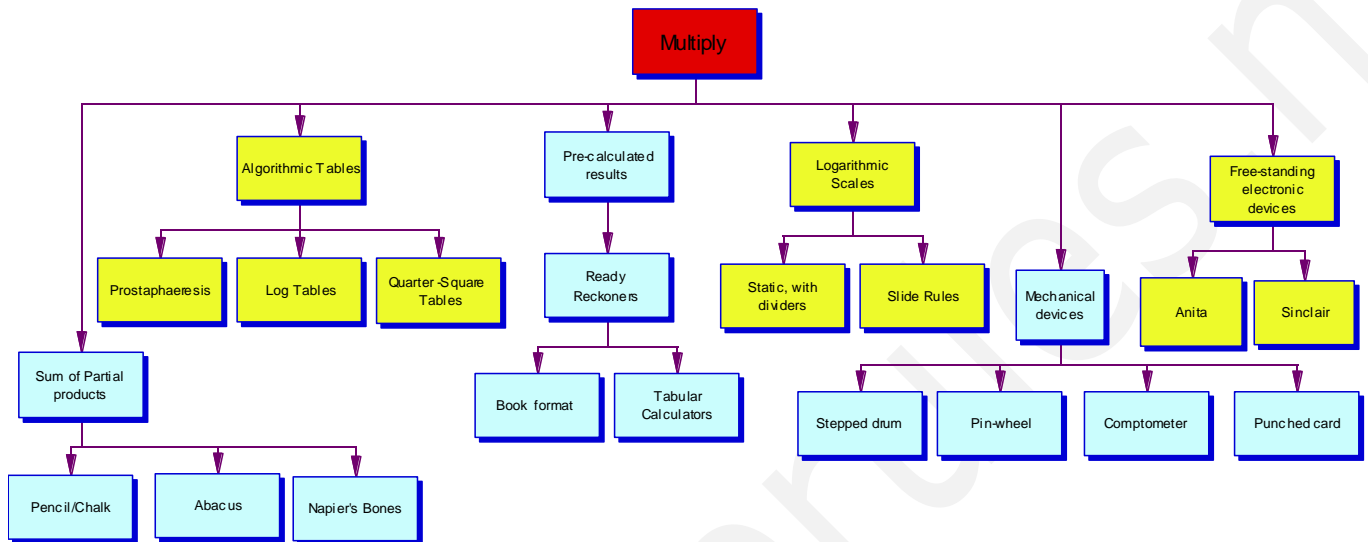 Multiply
Algorithmic Tables
Pre-calculated
results
Logarithmic
Scales
Free-standing
electronic
devices
Prostaphaeresis
Log Tables
Quarter-Square
Tables
Ready
Reckoners
Static, with
dividers
Slide Rules
Mechanical
devices
Anita
Sinclair
Sum of Partial
products
Book format
Tabular
Calculators
Stepped drum
Pin-wheel
Comptometer
Punched card
Pencil/Chalk
Abacus
Napier's Bones